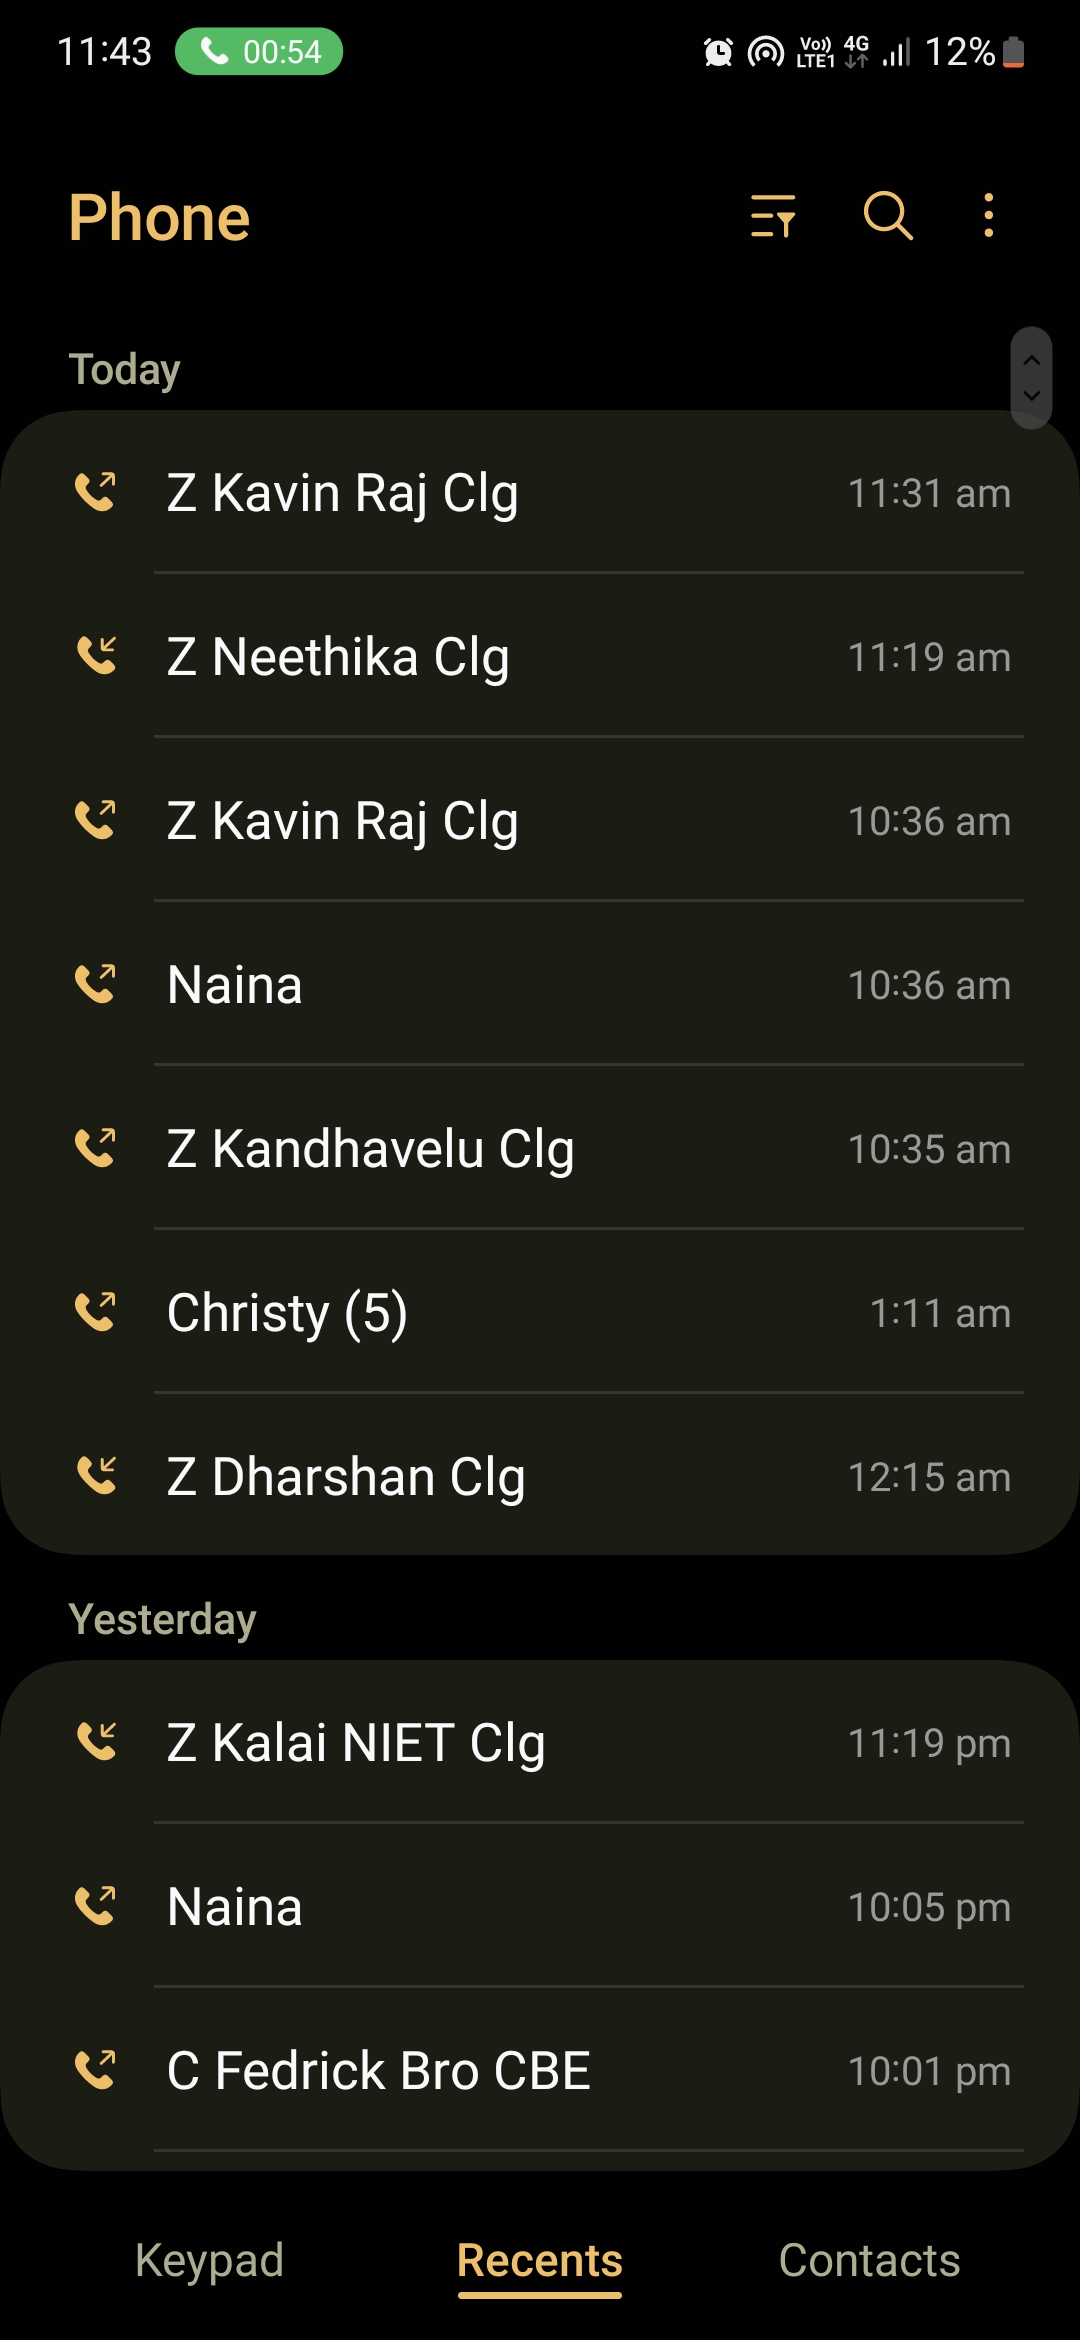 11:43 00:54 Vo)) LTE1 4G 12%
Phone
Today
Z Kavin Raj Clg 11:31 am
Z Neethika Clg 11:19 am
Z Kavin Raj Clg 10:36 am
Naina 10:36 am
Z Kandhavelu Clg 10:35 am
Christy (5) 1:11 am
Z Dharshan Clg 12:15 am
Yesterday
Z Kalai NIET Clg 11:19 pm
Naina 10:05 pm
C Fedrick Bro CBE 10:01 pm
Keypad Recents Contacts